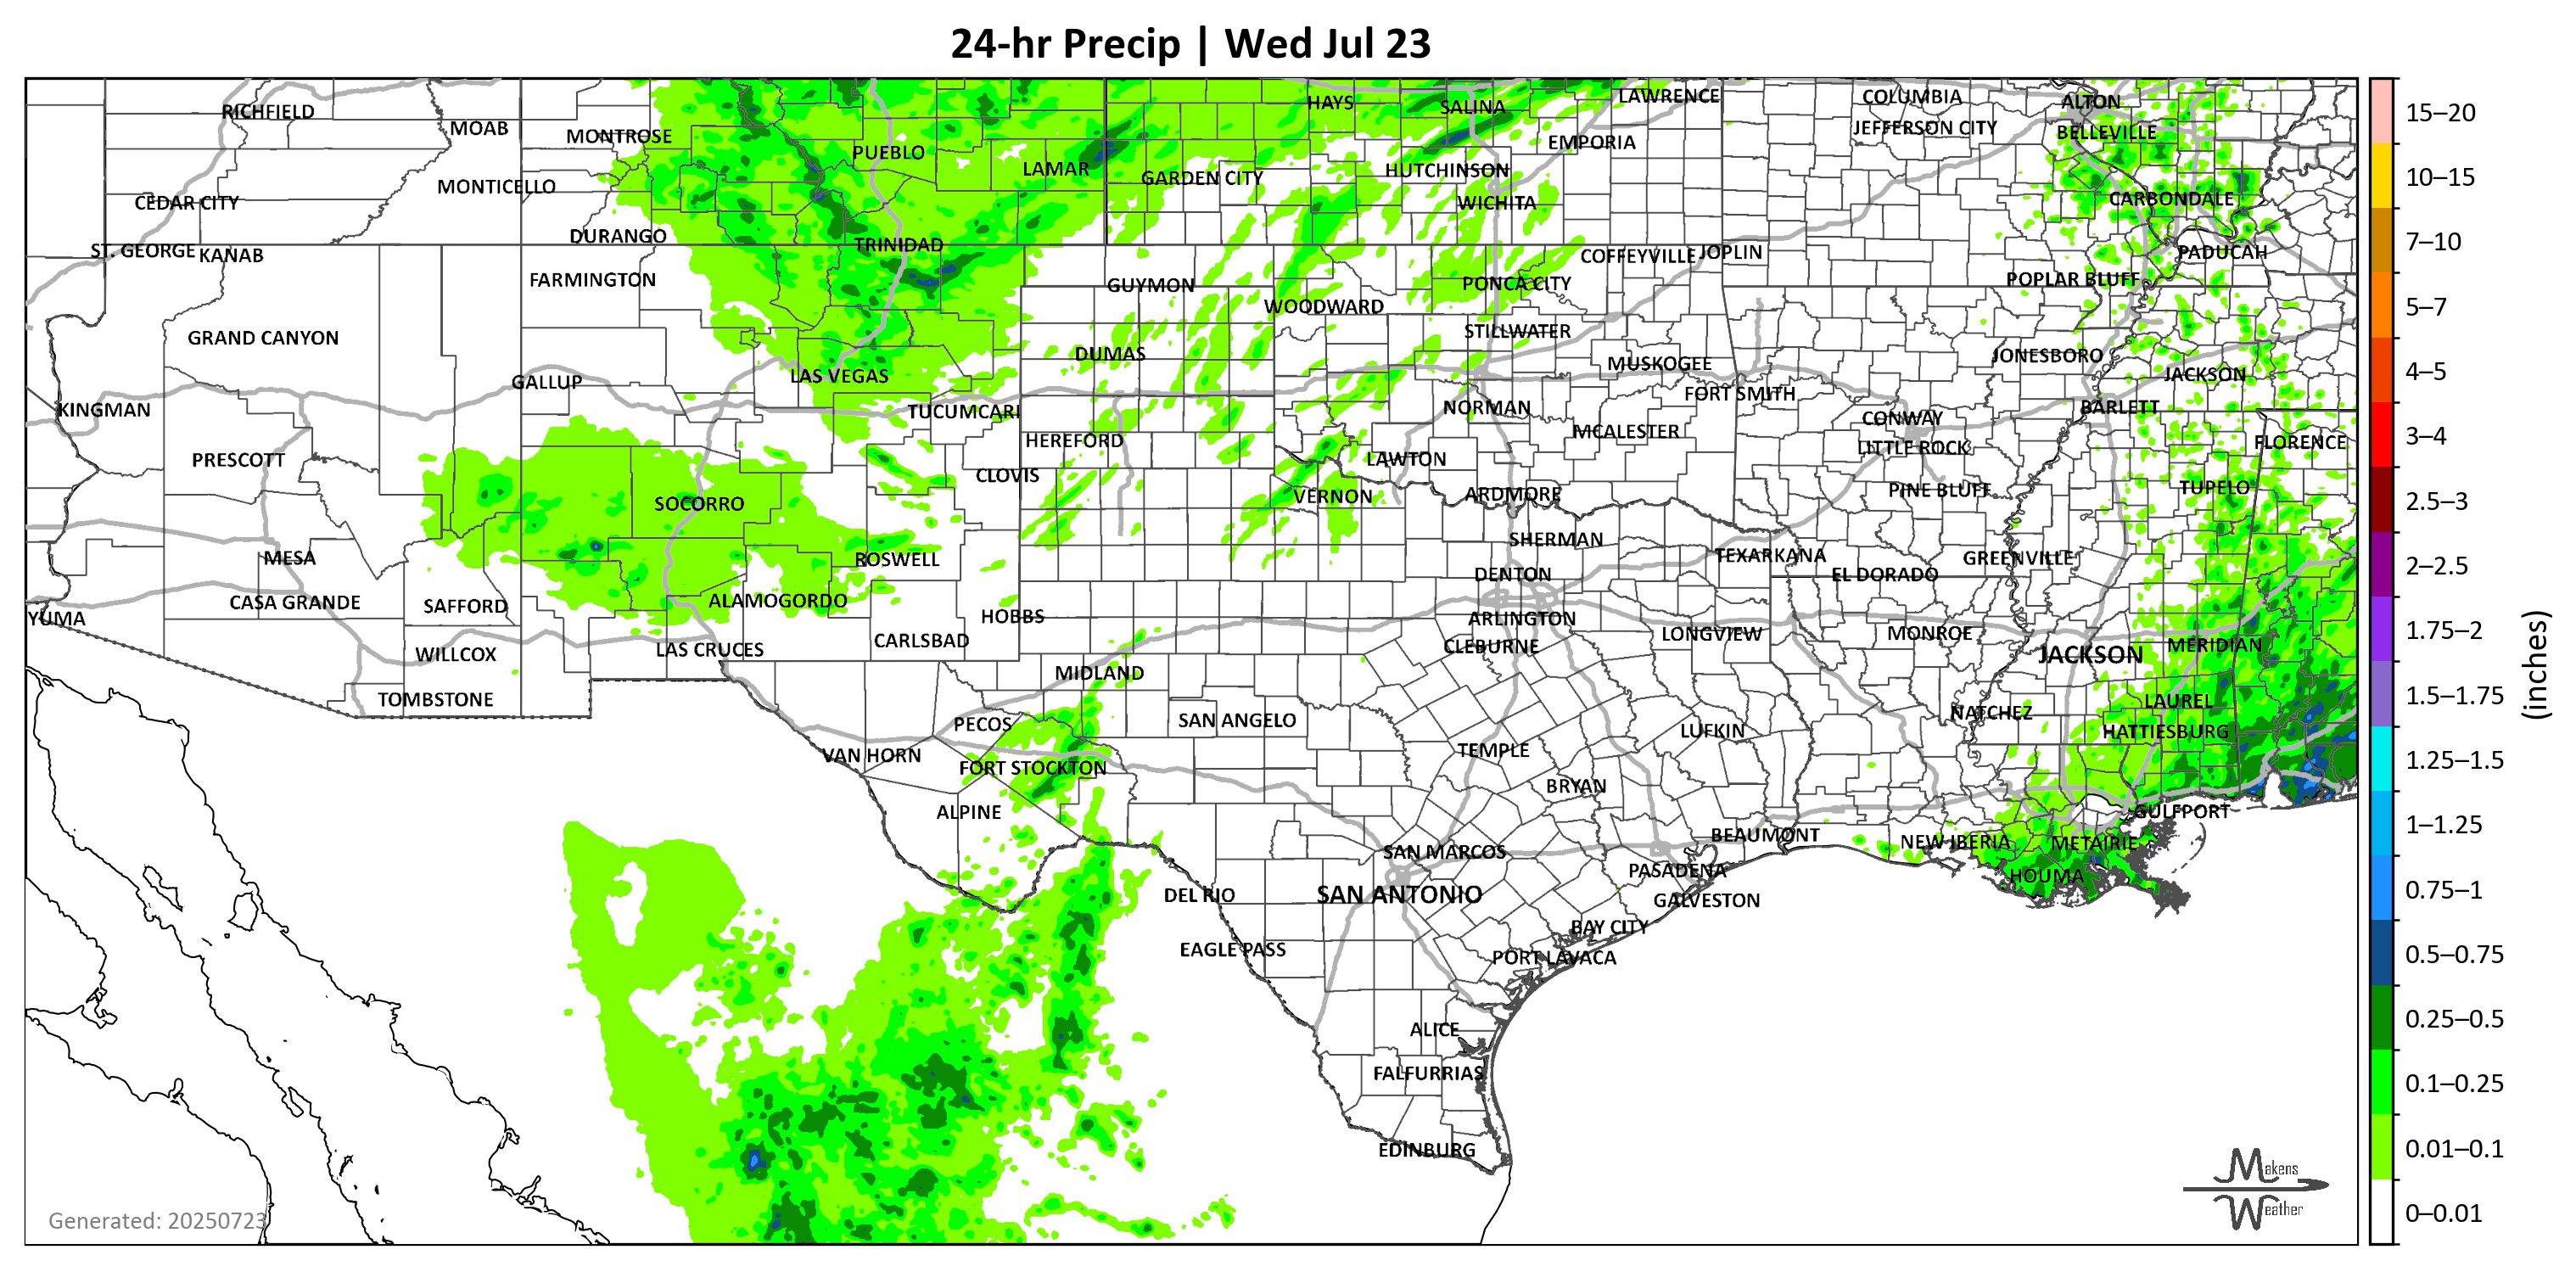 24-hr Precip | Wed Jul 23
RICHFIELD
MOAB
MONTROSE
PUEBLO
LAMAR
HAYS
SALINA
LAWRENCE
COLUMBIA
ALTON
JEFFERSON CITY
BELLEVILLE
EMPORIA
GARDEN CITY
HUTCHINSON
MONTICELLO
CEDAR CITY
WICHITA
CARBONDALE
DURANGO
TRINIDAD
ST. GEORGE
KANAB
COFFEYVILLE
JOPLIN
PADUCAH
FARMINGTON
GUYMON
PONCA CITY
POPLAR BLUFF
WOODWARD
GRAND CANYON
STILLWATER
DUMAS
MUSKOGEE
JONESBORO
GALLUP
LAS VEGAS
JACKSON
FORT SMITH
KINGMAN
TUCUMCARI
NORMAN
CONWAY
BARLETT
HEREFORD
MCALESTER
LITTLE ROCK
FLORENCE
PRESCOTT
CLOVIS
LAWTON
SOCORRO
VERNON
ARDMORE
PINE BLUFF
TUPELO
MESA
ROSWELL
SHERMAN
TEXARKANA
GREENVILLE
DENTON
EL DORADO
CASA GRANDE
SAFFORD
ALAMOGORDO
YUMA
HOBBS
ARLINGTON
WILLCOX
LAS CRUCES
CARLSBAD
CLEBURNE
LONGVIEW
MONROE
JACKSON
MERIDIAN
MIDLAND
TOMBSTONE
PECOS
SAN ANGELO
NATCHEZ
LAUREL
VAN HORN
FORT STOCKTON
TEMPLE
LUFKIN
HATTIESBURG
ALPINE
BRYAN
GULFPORT
SAN MARCOS
BEAUMONT
NEW IBERIA
METAIRIE
DEL RIO
SAN ANTONIO
PASADENA
HOUMA
GALVESTON
EAGLE PASS
BAY CITY
PORT LAVACA
ALICE
FALFURRIAS
EDINBURG
Generated: 20250723
Makens
Weather
15–20
10–15
7–10
5–7
4–5
3–4
2.5–3
2–2.5
1.75–2
1.5–1.75
1.25–1.5
1–1.25
0.75–1
0.5–0.75
0.25–0.5
0.1–0.25
0.01–0.1
0–0.01
(inches)